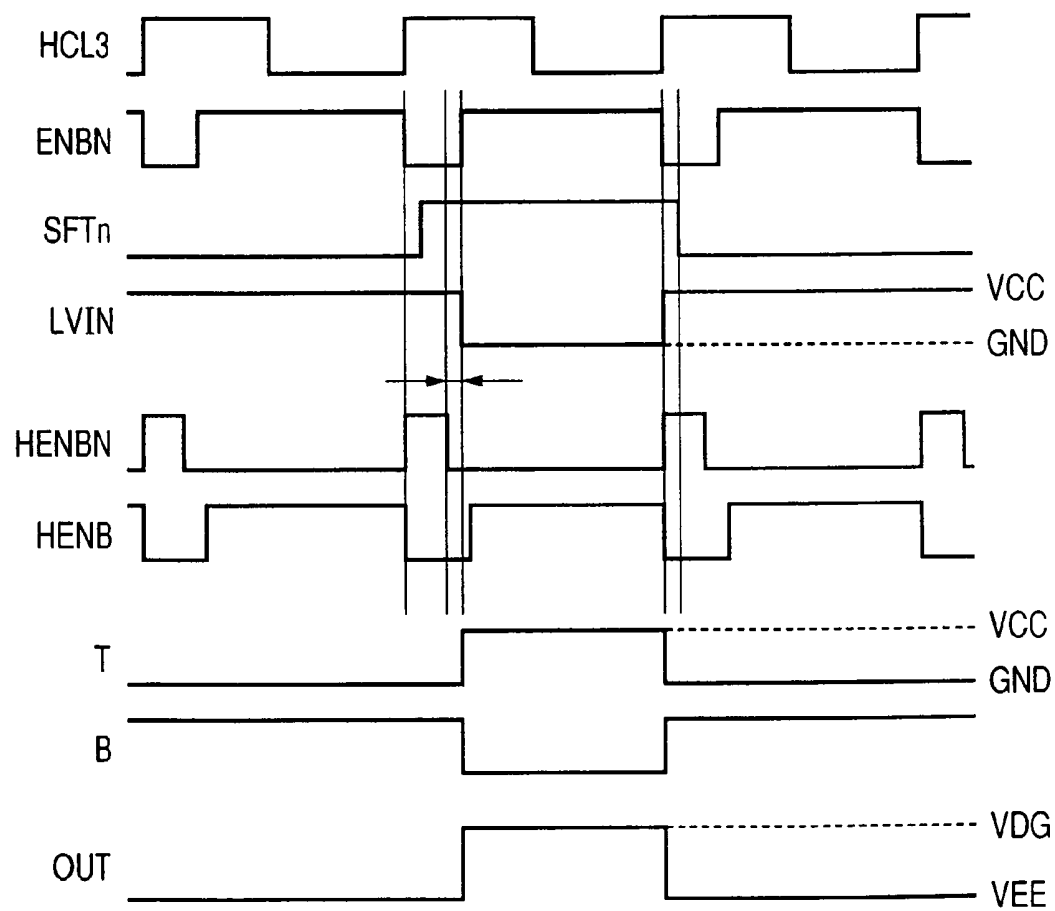 HCL3
ENBN
SFTn
VCC
LVIN
GND
HENBN
HENB
VCC
T
GND
B
VDG
OUT
VEE